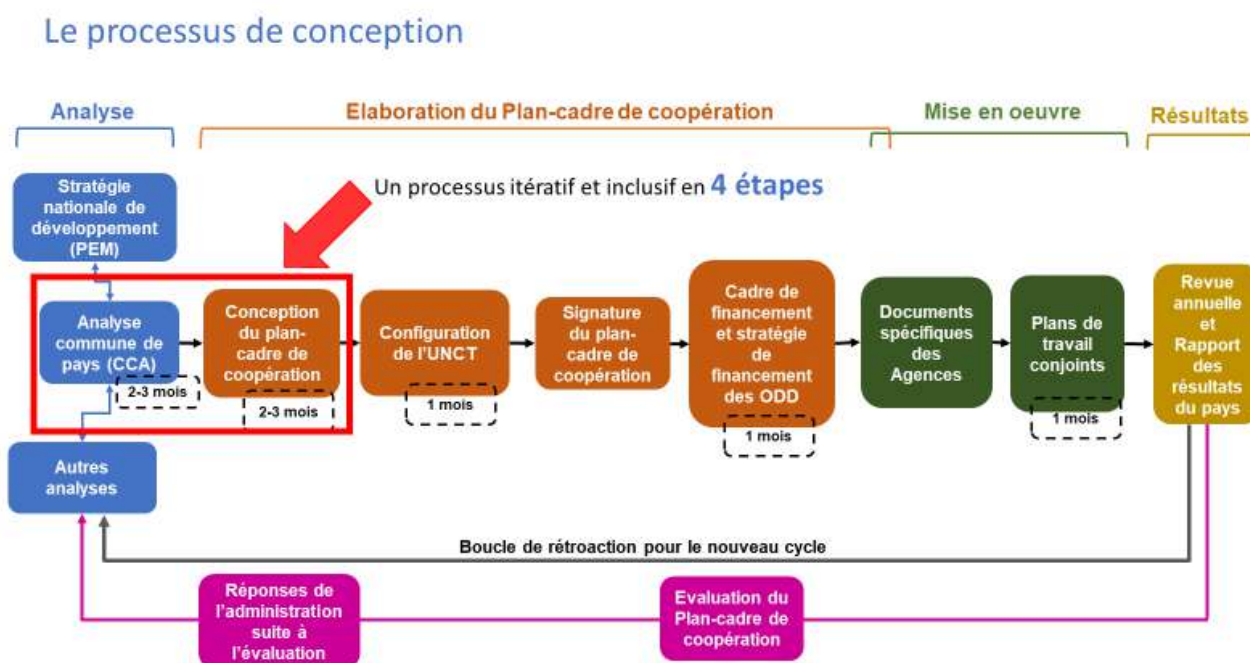 Le processus de conception
Analyse
Elaboration du Plan-cadre de coopération
Mise en oeuvre
Résultats
Un processus itératif et inclusif en 4 étapes
Stratégie
nationale de
développement
(PEM)
Analyse
commune de
pays (CCA)
2-3 mois
Conception
du plan-
cadre de
coopération
2-3 mois
Configuration
de l'UNCT
1 mois
Signature
du plan-
cadre de
coopération
Cadre de
financement
et stratégie
de
financement
des ODD
1 mois
Documents
spécifiques
des
Agences
Plans de
travail
conjoints
1 mois
Revue
annuelle
et
Rapport
des
résultats
du pays
Autres
analyses
Boucle de rétroaction pour le nouveau cycle
Réponses de
l'administration
suite à
l'évaluation
Evaluation du
Plan-cadre de
coopération